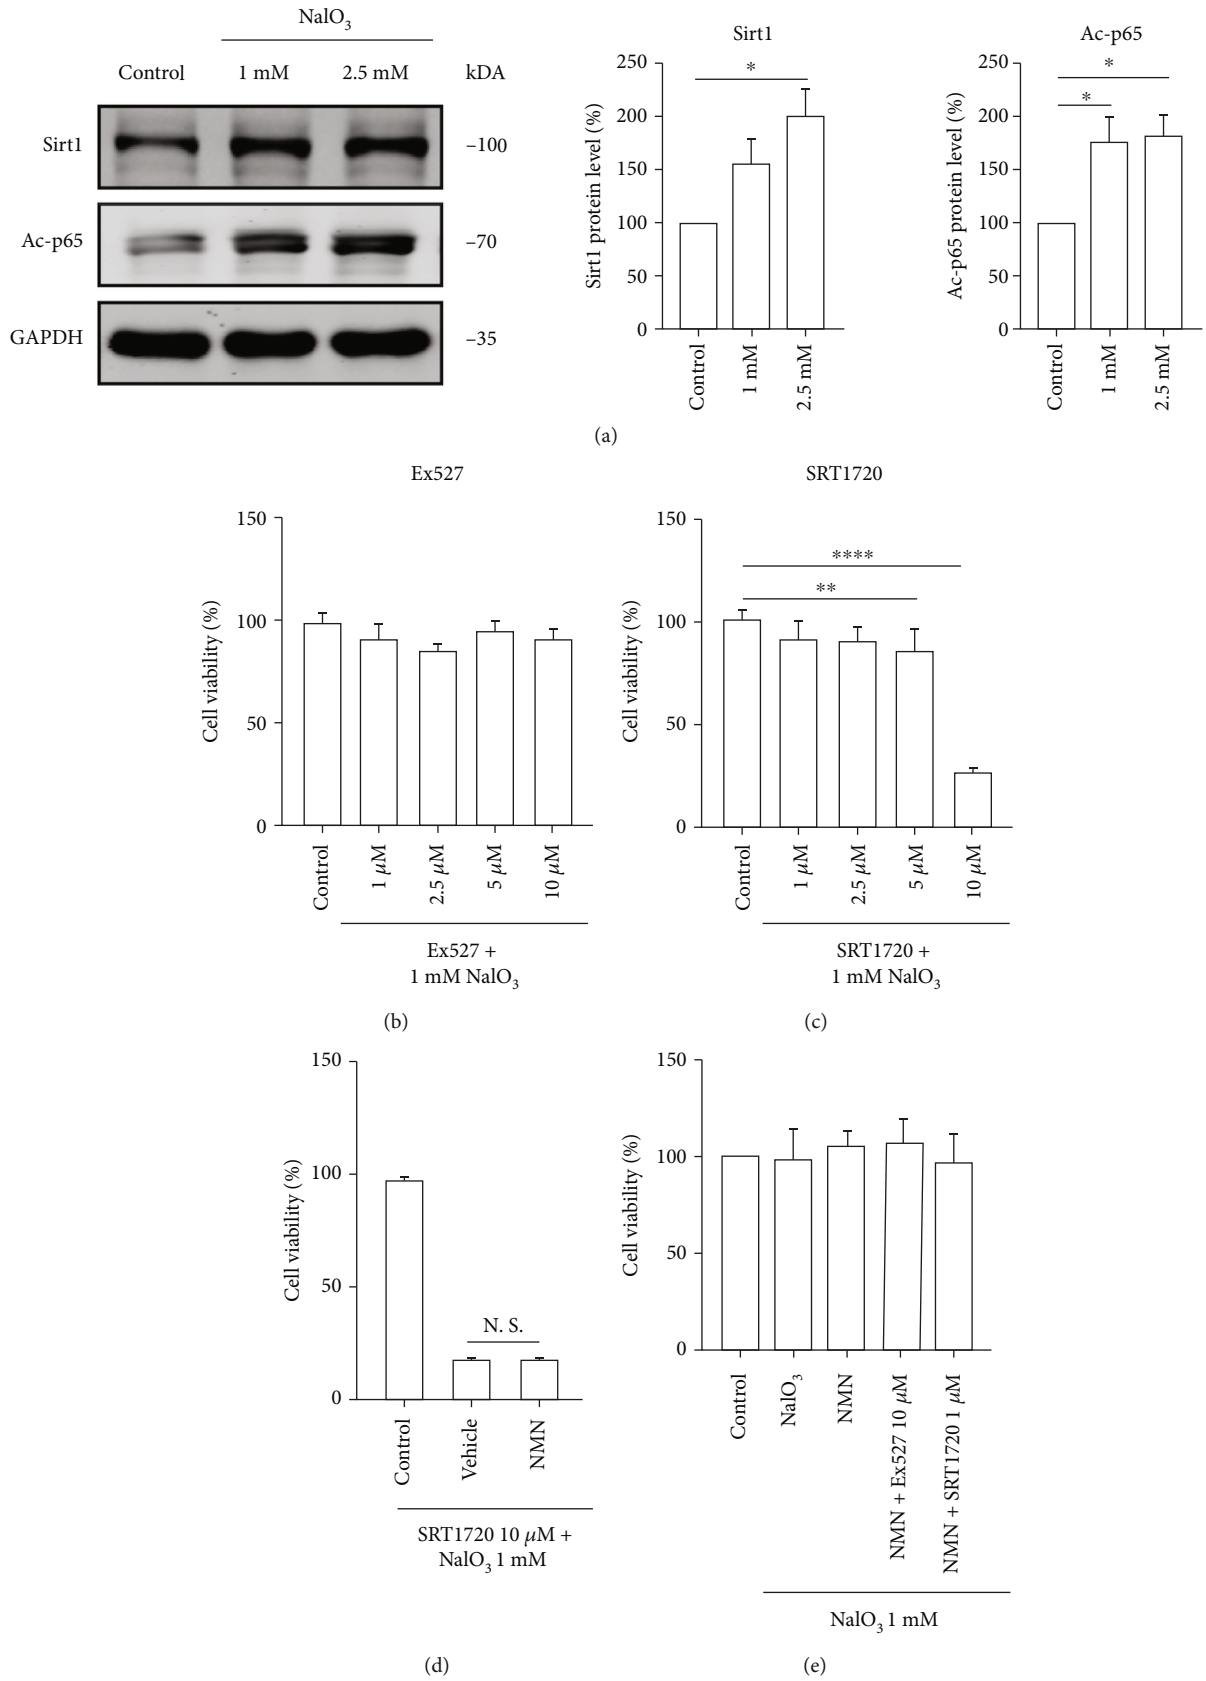 NaIO3
Control 1 mM 2.5 mM kDA
Sirt1 –100
Ac-p65 –70
GAPDH –35
Sirt1
Sirt1 protein level (%)
250
200
150
100
50
0
*
Control 1 mM 2.5 mM
Ac-p65
Ac-p65 protein level (%)
250
200
150
100
50
0
*
*
Control 1 mM 2.5 mM
(a)
Ex527
Cell viability (%)
150
100
50
0
Control 1 μM 2.5 μM 5 μM 10 μM
Ex527 +
1 mM NaIO3
(b)
SRT1720
Cell viability (%)
150
100
50
0
****
**
Control 1 μM 2.5 μM 5 μM 10 μM
SRT1720 +
1 mM NaIO3
(c)
Cell viability (%)
150
100
50
0
N. S.
Control Vehicle NMN
SRT1720 10 μM +
NaIO3 1 mM
(d)
Cell viability (%)
150
100
50
0
Control NaIO3 NMN NMN + Ex527 10 μM NMN + SRT1720 1 μM
NaIO3 1 mM
(e)